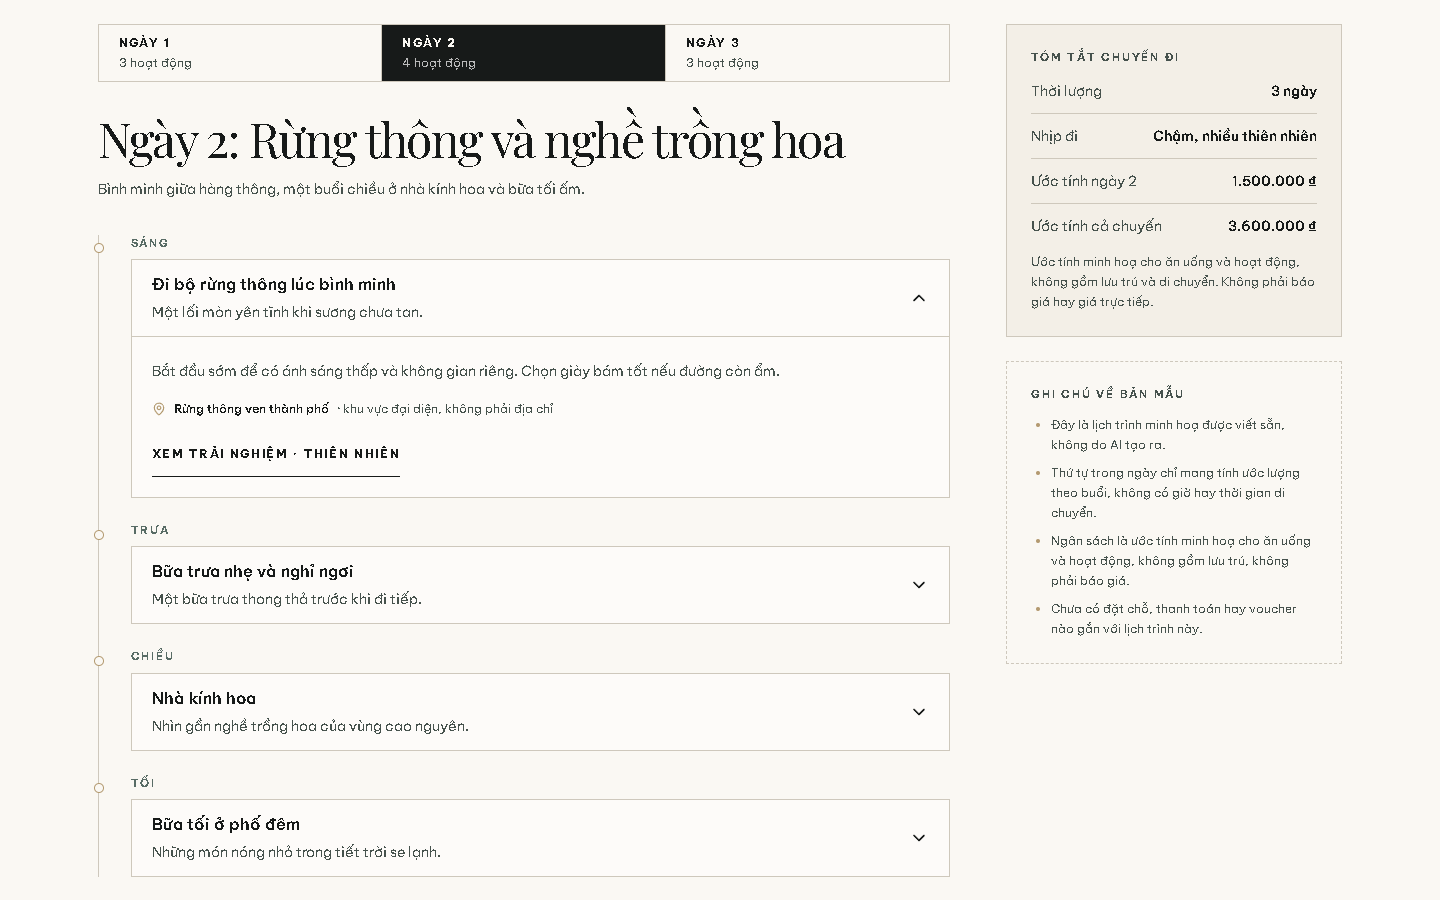 NGÀY 1
3 hoạt động
NGÀY 2
4 hoạt động
NGÀY 3
3 hoạt động
Ngày 2: Rừng thông và nghề trồng hoa
Bình minh giữa hàng thông, một buổi chiều ở nhà kính hoa và bữa tối ấm.
SÁNG
Đi bộ rừng thông lúc bình minh
Một lối mòn yên tĩnh khi sương chưa tan.
Bắt đầu sớm để có ánh sáng thấp và không gian riêng. Chọn giày bám tốt nếu đường còn ẩm.
Rừng thông ven thành phố · khu vực đại diện, không phải địa chỉ
XEM TRẢI NGHIỆM · THIÊN NHIÊN
TRƯA
Bữa trưa nhẹ và nghỉ ngơi
Một bữa trưa thong thả trước khi đi tiếp.
CHIỀU
Nhà kính hoa
Nhìn gần nghề trồng hoa của vùng cao nguyên.
TỐI
Bữa tối ở phố đêm
Những món nóng nhỏ trong tiết trời se lạnh.
TÓM TẮT CHUYẾN ĐI
Thời lượng 3 ngày
Nhịp đi Chậm, nhiều thiên nhiên
Ước tính ngày 2 1.500.000 ₫
Ước tính cả chuyến 3.600.000 ₫
Ước tính minh hoạ cho ăn uống và hoạt động,
không gồm lưu trú và di chuyển. Không phải báo
giá hay giá trực tiếp.
GHI CHÚ VỀ BẢN MẪU
Đây là lịch trình minh hoạ được viết sẵn,
không do AI tạo ra.
Thứ tự trong ngày chỉ mang tính ước lượng
theo buổi, không có giờ hay thời gian di
chuyển.
Ngân sách là ước tính minh hoạ cho ăn uống
và hoạt động, không gồm lưu trú, không
phải báo giá.
Chưa có đặt chỗ, thanh toán hay voucher
nào gắn với lịch trình này.